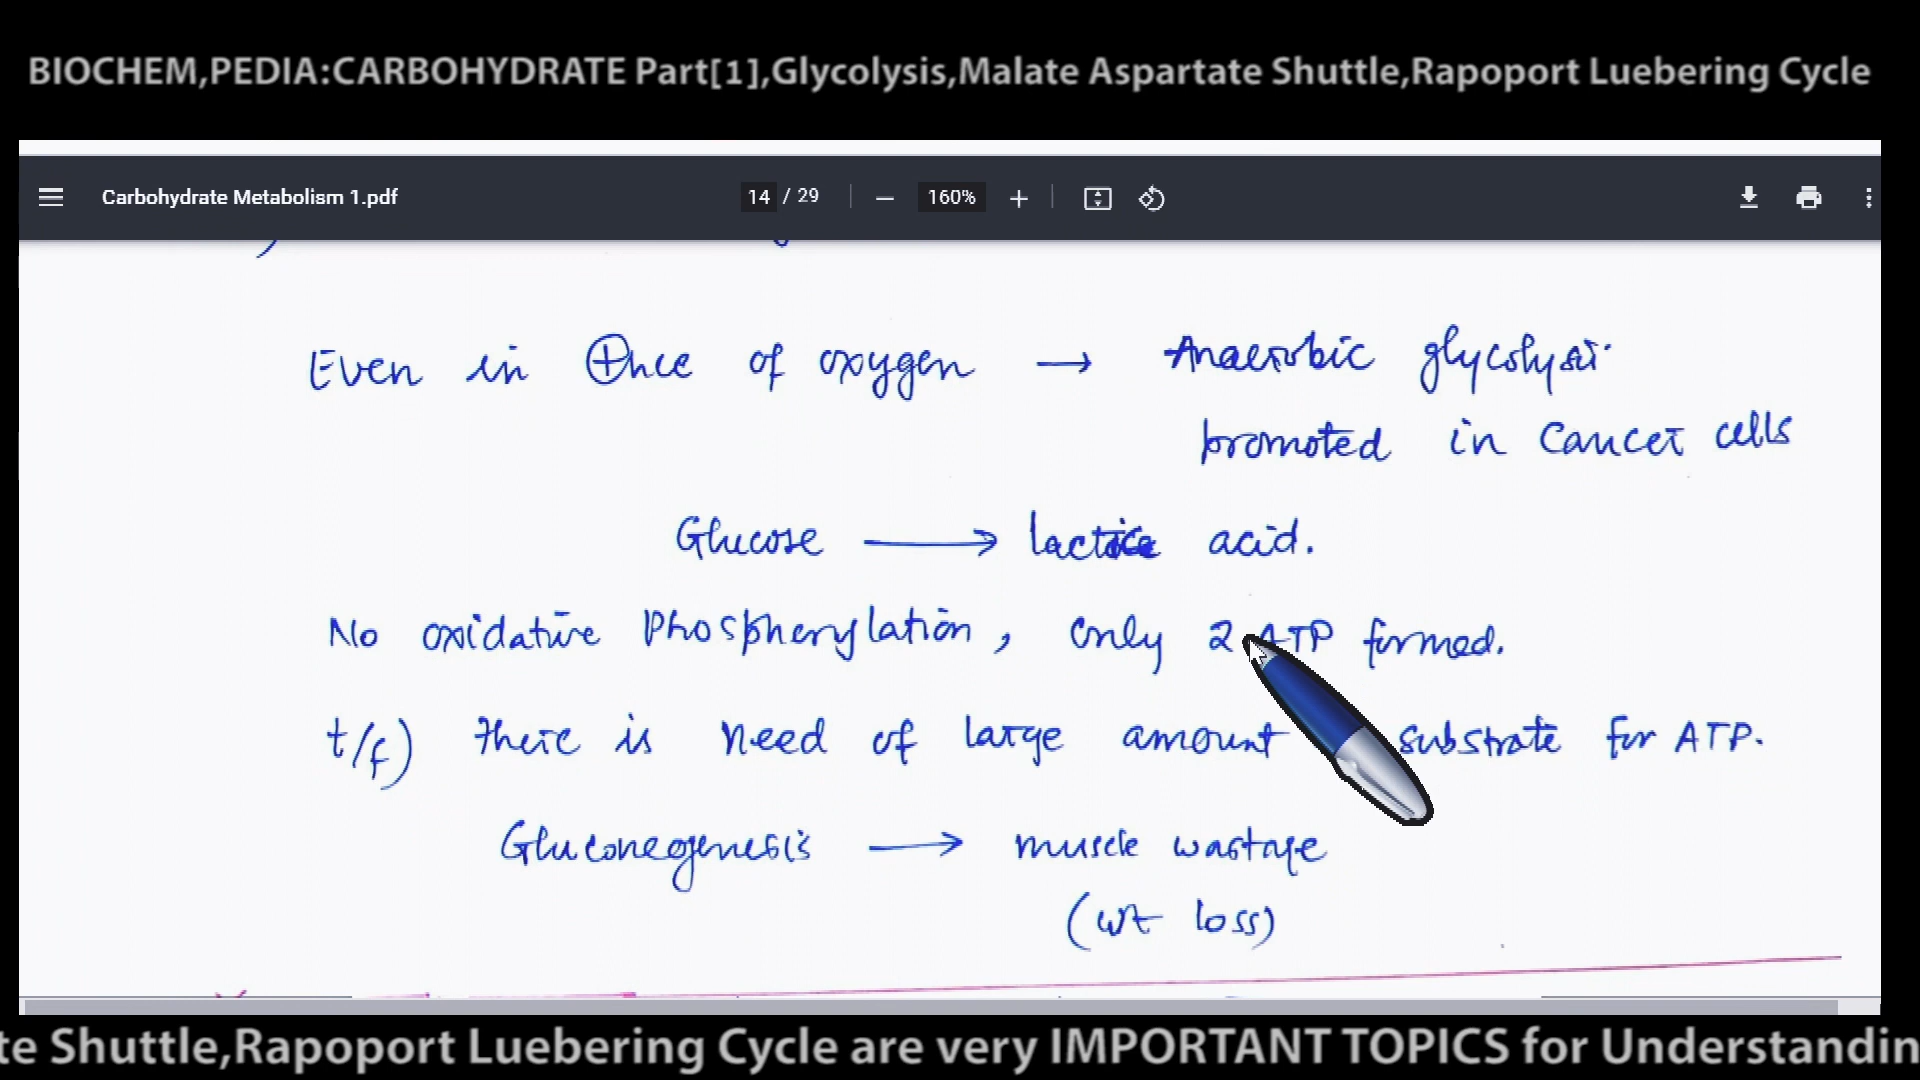 BIOCHEM,PEDIA:CARBOHYDRATE Part[1],Glycolysis,Malate Aspartate Shuttle,Rapoport Luebering Cycle
Carbohydrate Metabolism 1.pdf 14 / 29 160%
Even in ⊕nce of oxygen → Anaerobic glycolysis
promoted in Cancer cells
Glucose → lactic acid.
No oxidative Phosphorylation, only 2 ATP formed.
t/f) there is need of large amount substrate for ATP.
Gluconeogenesis → muscle wastage
(wt loss)
te Shuttle,Rapoport Luebering Cycle are very IMPORTANT TOPICS for Understandin